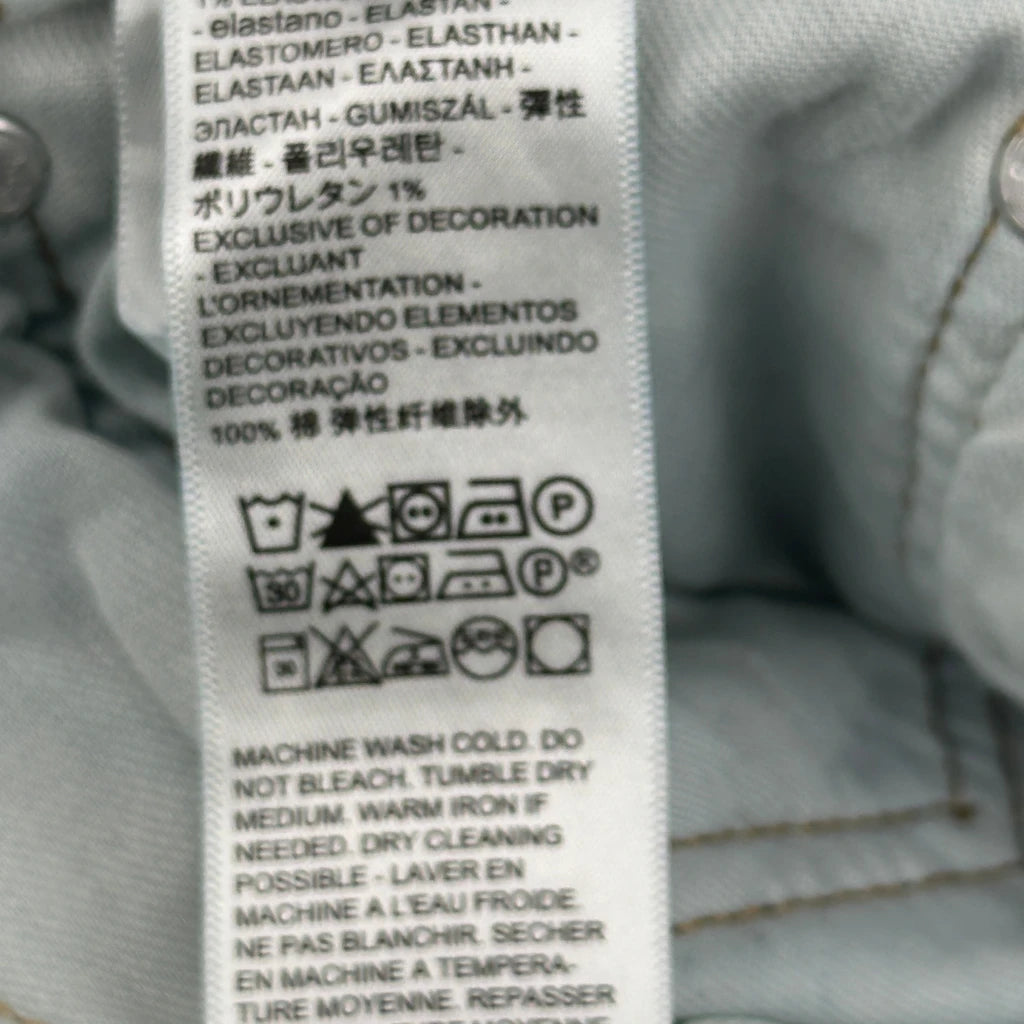 - elastano - ELASTAN -
ELASTOMERO - ELASTHAN -
ELASTAAN - ΕΛΑΣΤΑΝΗ -
ЭЛАСТАН - GUMISZÁL - 彈性
纖維 - 폴리우레탄 -
ポリウレタン 1%
EXCLUSIVE OF DECORATION
- EXCLUANT
L'ORNEMENTATION -
EXCLUYENDO ELEMENTOS
DECORATIVOS - EXCLUINDO
DECORAÇÃO
100% 棉 弹性纤维除外
P
30 P ®
30
MACHINE WASH COLD. DO
NOT BLEACH. TUMBLE DRY
MEDIUM. WARM IRON IF
NEEDED. DRY CLEANING
POSSIBLE - LAVER EN
MACHINE A L'EAU FROIDE.
NE PAS BLANCHIR. SECHER
EN MACHINE A TEMPERA-
TURE MOYENNE. REPASSER